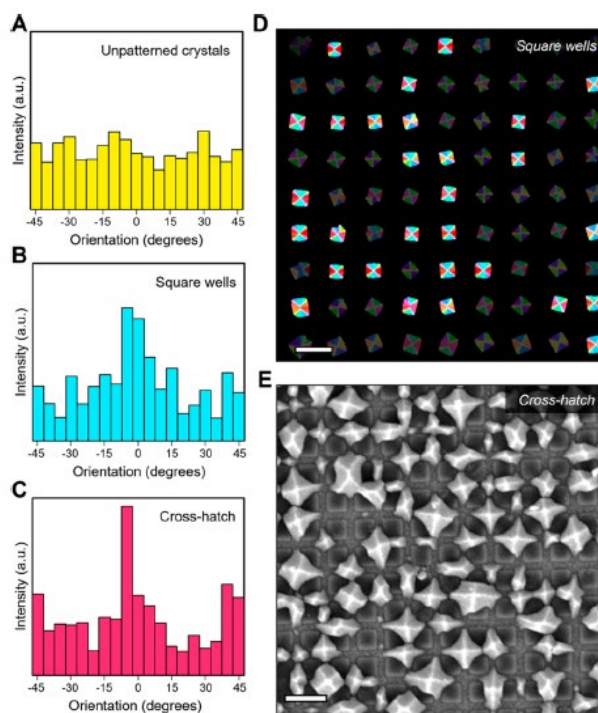 A
Unpatterned crystals
Intensity (a.u.)
-45 -30 -15 0 15 30 45
Orientation (degrees)
B
Square wells
Intensity (a.u.)
-45 -30 -15 0 15 30 45
Orientation (degrees)
C
Cross-hatch
Intensity (a.u.)
-45 -30 -15 0 15 30 45
Orientation (degrees)
D
Square wells
E
Cross-hatch